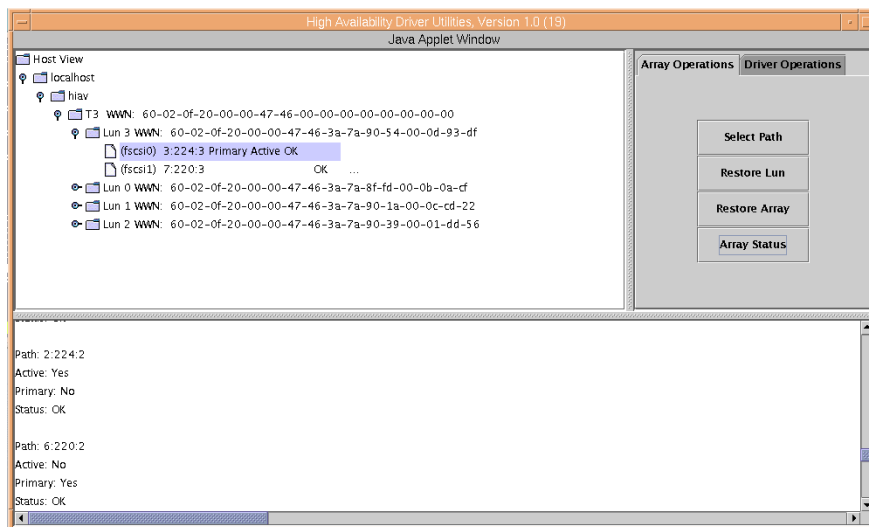 High Availability Driver Utilities, Version 1.0 (19)
Java Applet Window
Host View
localhost
hiav
T3 WWN: 60-02-0f-20-00-00-47-46-00-00-00-00-00-00-00-00
Lun 3 WWN: 60-02-0f-20-00-00-47-46-3a-7a-90-54-00-0d-93-df
(fscsi0) 3:224:3 Primary Active OK
(fscsi1) 7:220:3 OK ...
Lun 0 WWN: 60-02-0f-20-00-00-47-46-3a-7a-8f-fd-00-0b-0a-cf
Lun 1 WWN: 60-02-0f-20-00-00-47-46-3a-7a-90-1a-00-0c-cd-22
Lun 2 WWN: 60-02-0f-20-00-00-47-46-3a-7a-90-39-00-01-dd-56
Array Operations Driver Operations
Select Path
Restore Lun
Restore Array
Array Status
Path: 2:224:2
Active: Yes
Primary: No
Status: OK
Path: 6:220:2
Active: No
Primary: Yes
Status: OK